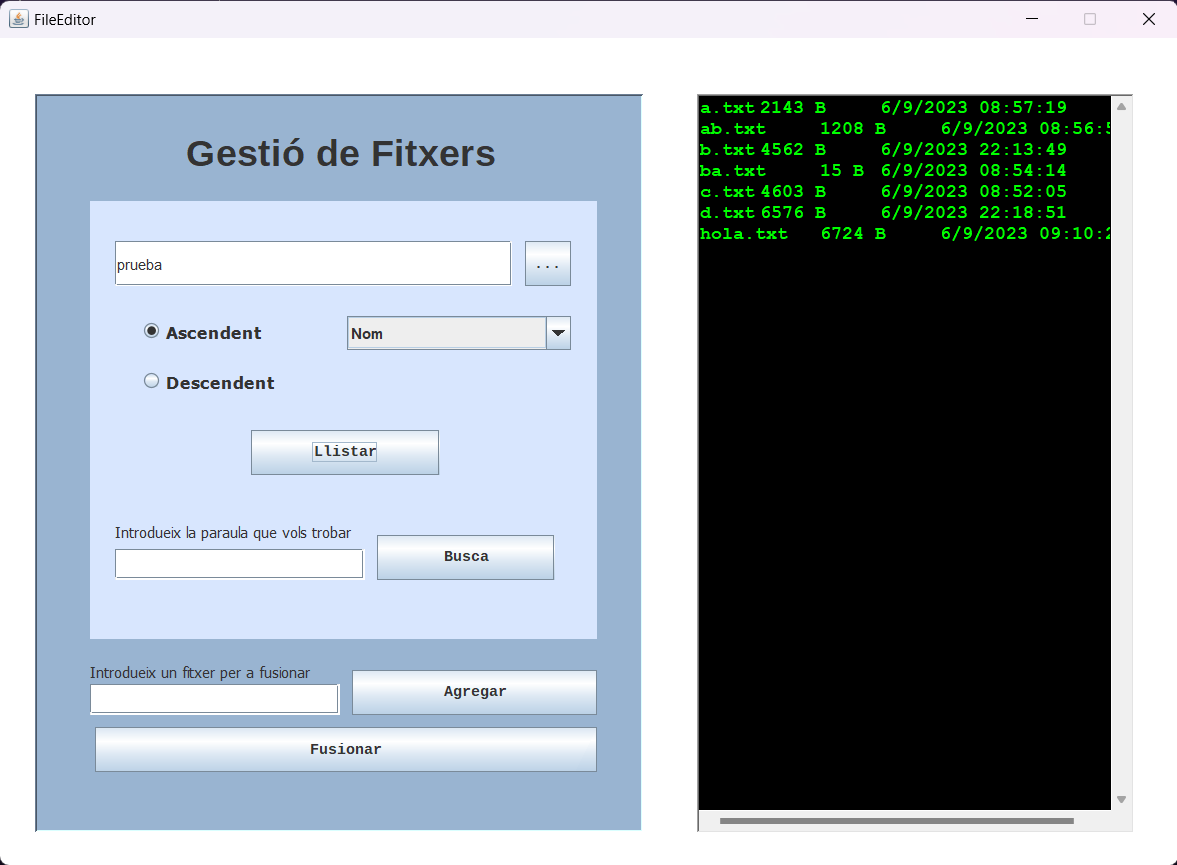 FileEditor
Gestió de Fitxers
prueba
...
Ascendent
Nom
Descendent
Llistar
Introdueix la paraula que vols trobar
Busca
Introdueix un fitxer per a fusionar
Agregar
Fusionar
a.txt 2143 B 6/9/2023 08:57:19
ab.txt 1208 B 6/9/2023 08:56:5
b.txt 4562 B 6/9/2023 22:13:49
ba.txt 15 B 6/9/2023 08:54:14
c.txt 4603 B 6/9/2023 08:52:05
d.txt 6576 B 6/9/2023 22:18:51
hola.txt 6724 B 6/9/2023 09:10:2